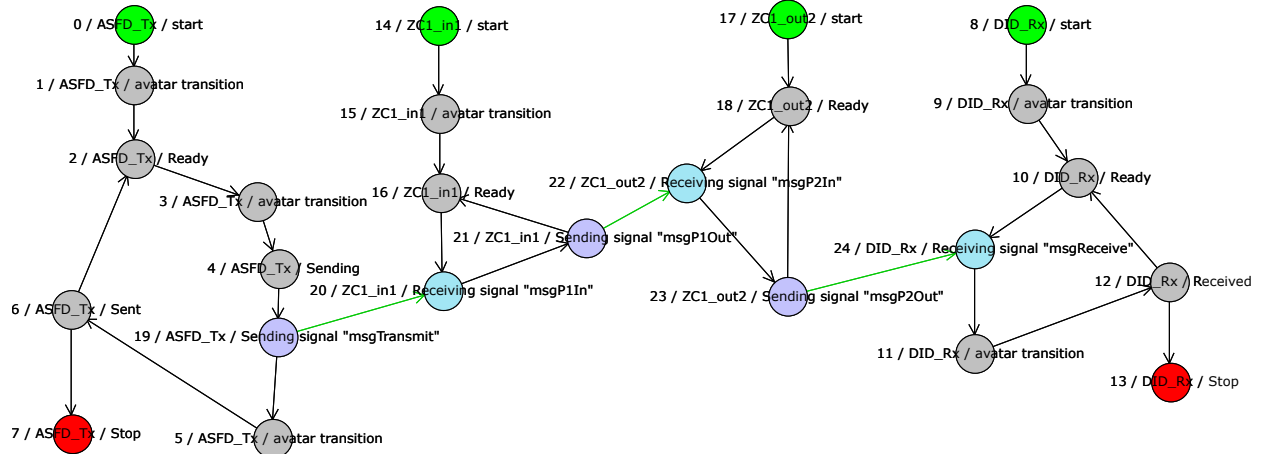 0 / ASFD_Tx / start
14 / ZC1_in1 / start
17 / ZC1_out2 / start
8 / DID_Rx / start
1 / ASFD_Tx / avatar transition
15 / ZC1_in1 / avatar transition
18 / ZC1_out2 / Ready
9 / DID_Rx / avatar transition
2 / ASFD_Tx / Ready
3 / ASFD_Tx / avatar transition
16 / ZC1_in1 / Ready
22 / ZC1_out2 / Receiving signal "msgP2In"
10 / DID_Rx / Ready
21 / ZC1_in1 / Sending signal "msgP1Out"
24 / DID_Rx / Receiving signal "msgReceive"
4 / ASFD_Tx / Sending
20 / ZC1_in1 / Receiving signal "msgP1In"
23 / ZC1_out2 / Sending signal "msgP2Out"
12 / DID_Rx / Received
6 / ASFD_Tx / Sent
19 / ASFD_Tx / Sending signal "msgTransmit"
11 / DID_Rx / avatar transition
13 / DID_Rx / Stop
7 / ASFD_Tx / Stop
5 / ASFD_Tx / avatar transition